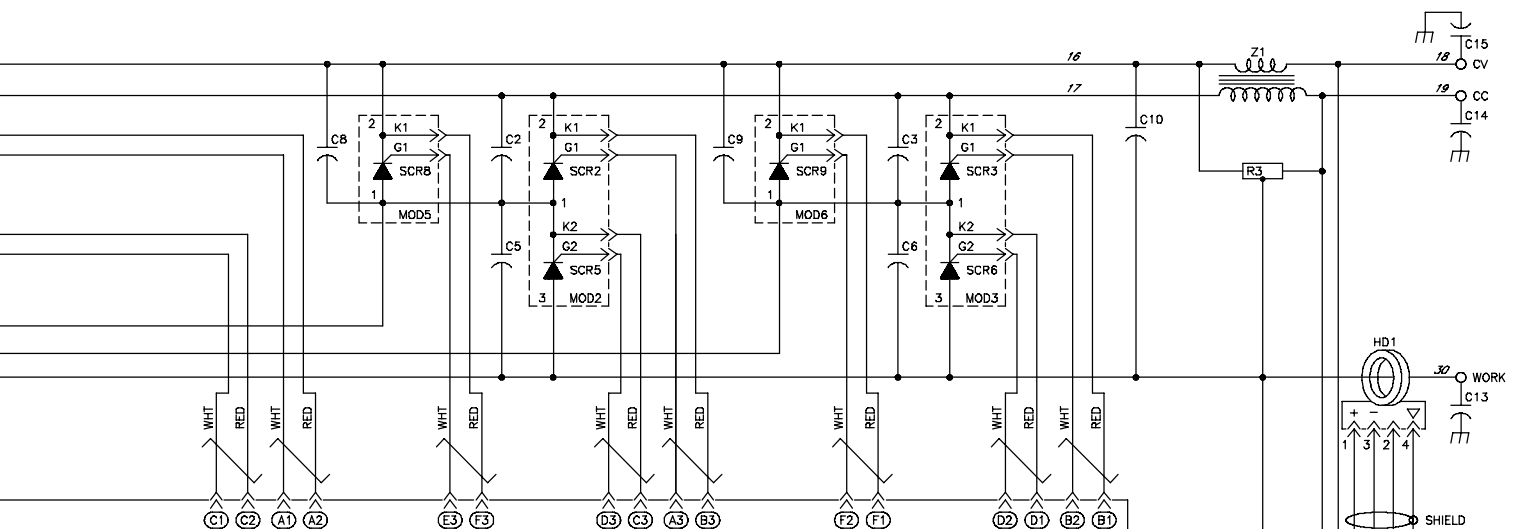 C15
16
Z1
18 CV
17
19 CC
C14
2 K1
G1
SCR8
1
MOD5
C8
C2
2 K1
G1
SCR2
1
K2
G2
SCR5
3 MOD2
C5
C9
2 K1
G1
SCR9
1
MOD6
C3
2 K1
G1
SCR3
1
K2
G2
SCR6
3 MOD3
C6
C10
R3
HD1
30 WORK
C13
+ −
1 3 2 4
SHIELD
WHT RED WHT RED WHT RED WHT RED WHT RED WHT RED WHT RED WHT RED
C1 C2 A1 A2 E3 F3 D3 C3 A3 B3 F2 F1 D2 D1 B2 B1